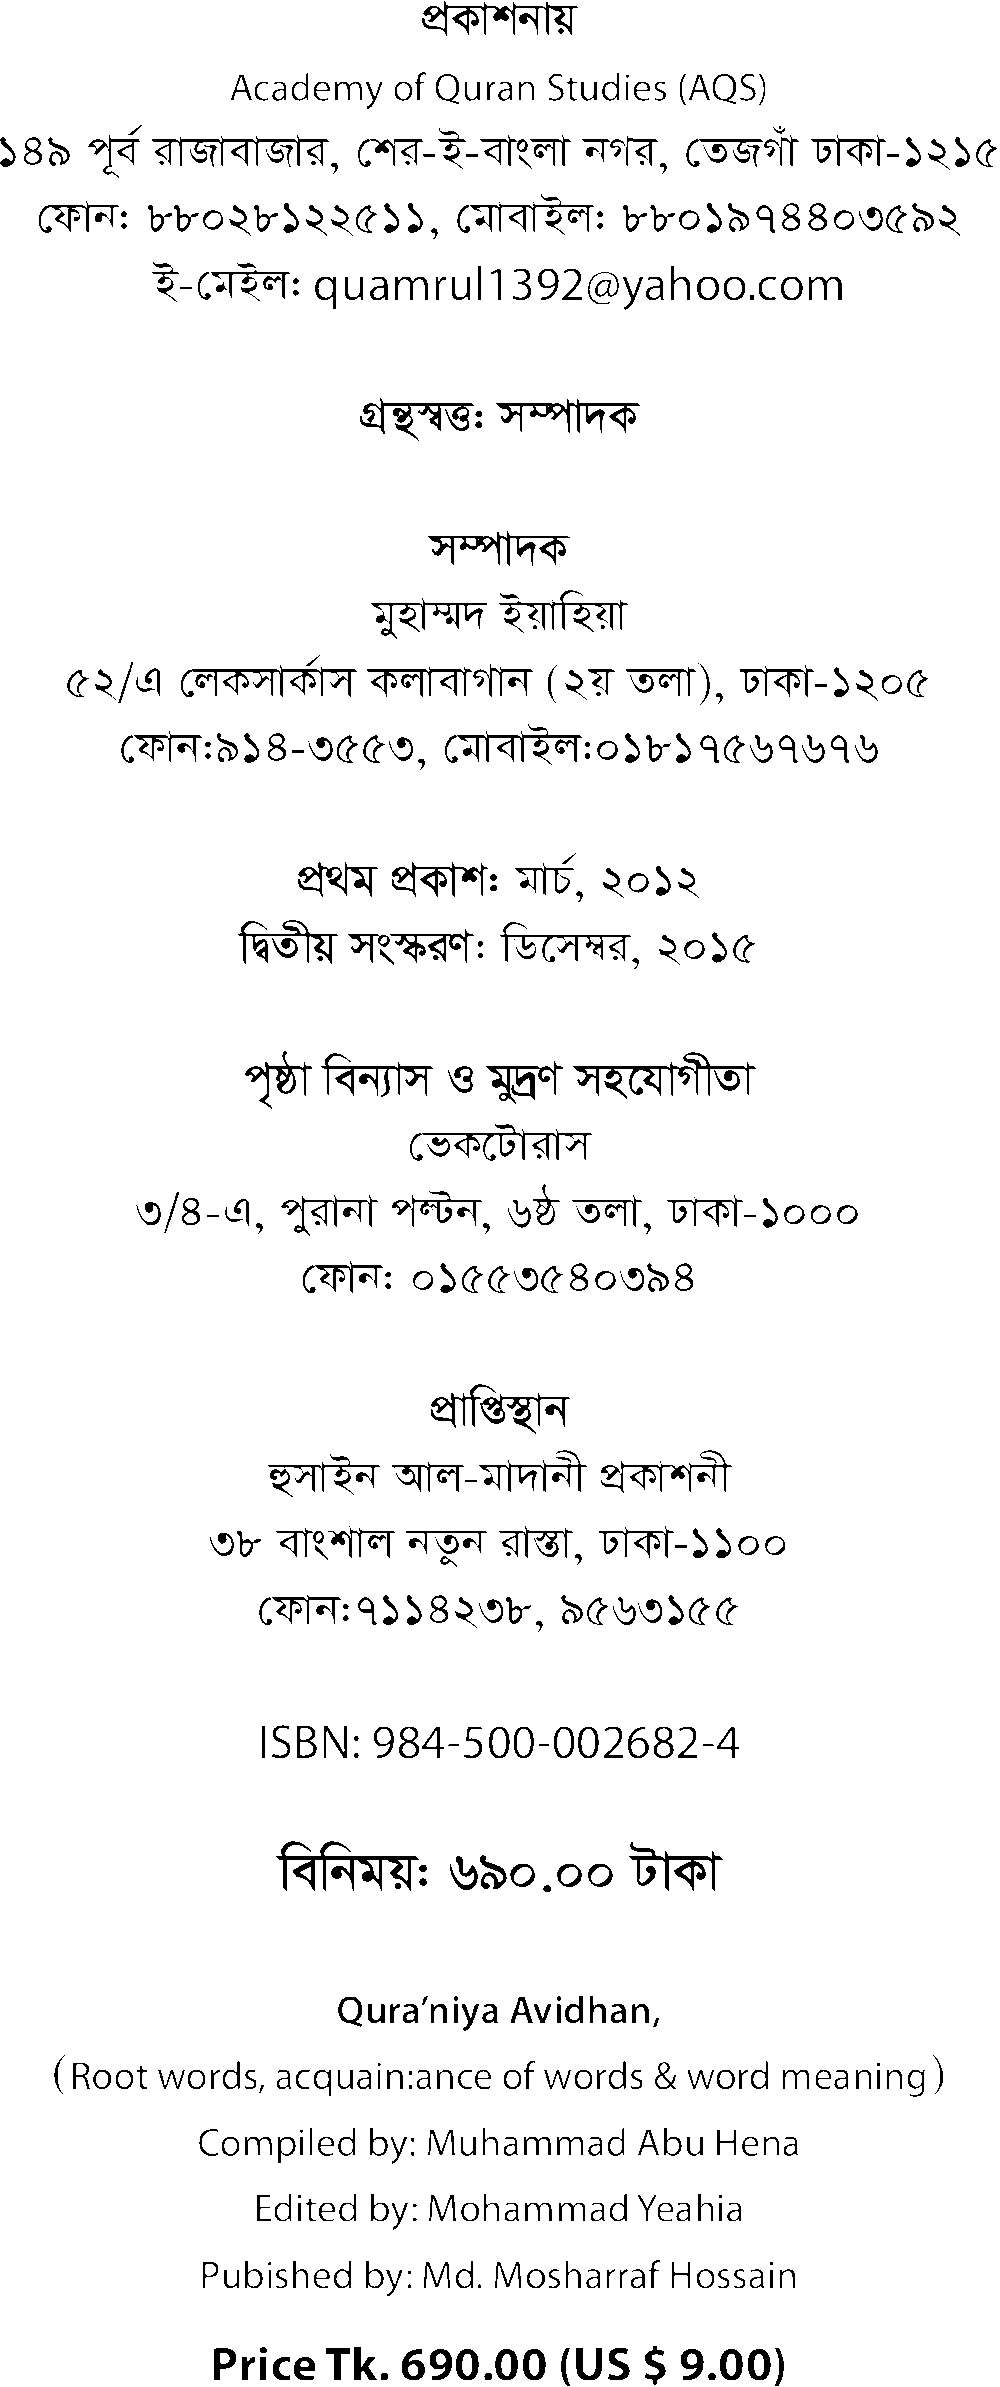 প্রকাশনায়
Academy of Quran Studies (AQS)
১৪৯ পূর্ব রাজাবাজার, শের-ই-বাংলা নগর, তেজগাঁ ঢাকা-১২১৫
ফোন: ৮৮০২৮১২২৫১১, মোবাইল: ৮৮০১৯৭৪৪০৩৫৯২
ই-মেইল: quamrul1392@yahoo.com
গ্রন্থস্বত্ত: সম্পাদক
সম্পাদক
মুহাম্মদ ইয়াহিয়া
৫২/এ লেকসার্কাস কলাবাগান (২য় তলা), ঢাকা-১২০৫
ফোন:৯১৪-৩৫৫৩, মোবাইল:০১৮১৭৫৬৭৬৭৬
প্রথম প্রকাশ: মার্চ, ২০১২
দ্বিতীয় সংস্করণ: ডিসেম্বর, ২০১৫
পৃষ্ঠা বিন্যাস ও মুদ্রণ সহযোগীতা
ভেকটোরাস
৩/৪-এ, পুরানা পল্টন, ৬ষ্ঠ তলা, ঢাকা-১০০০
ফোন: ০১৫৫৩৫৪০৩৯৪
প্রাপ্তিস্থান
হুসাইন আল-মাদানী প্রকাশনী
৩৮ বাংশাল নতুন রাস্তা, ঢাকা-১১০০
ফোন:৭১১৪২৩৮, ৯৫৬৩১৫৫
ISBN: 984-500-002682-4
বিনিময়: ৬৯০.০০ টাকা
Qura’niya Avidhan,
(Root words, acquain:ance of words & word meaning)
Compiled by: Muhammad Abu Hena
Edited by: Mohammad Yeahia
Pubished by: Md. Mosharraf Hossain
Price Tk. 690.00 (US $ 9.00)